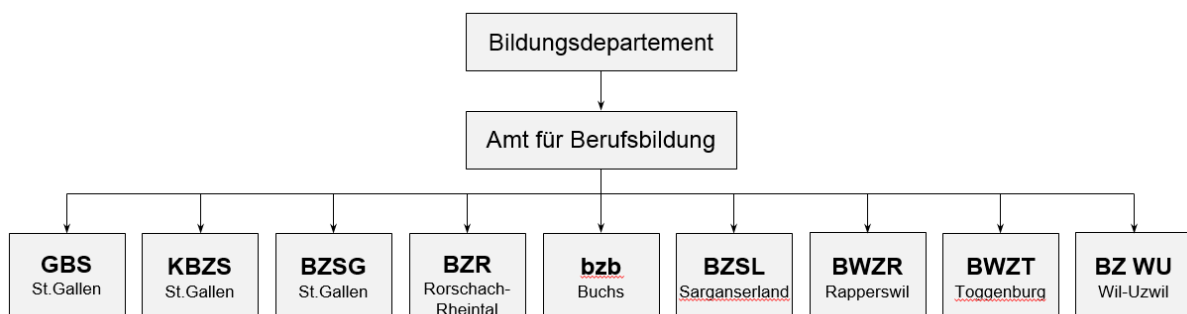 Bildungsdepartement
Amt für Berufsbildung
GBS
St.Gallen
KBZS
St.Gallen
BZSG
St.Gallen
BZR
Rorschach-
Rheintal
bzb
Buchs
BZSL
Sarganserland
BWZR
Rapperswil
BWZT
Toggenburg
BZ WU
Wil-Uzwil